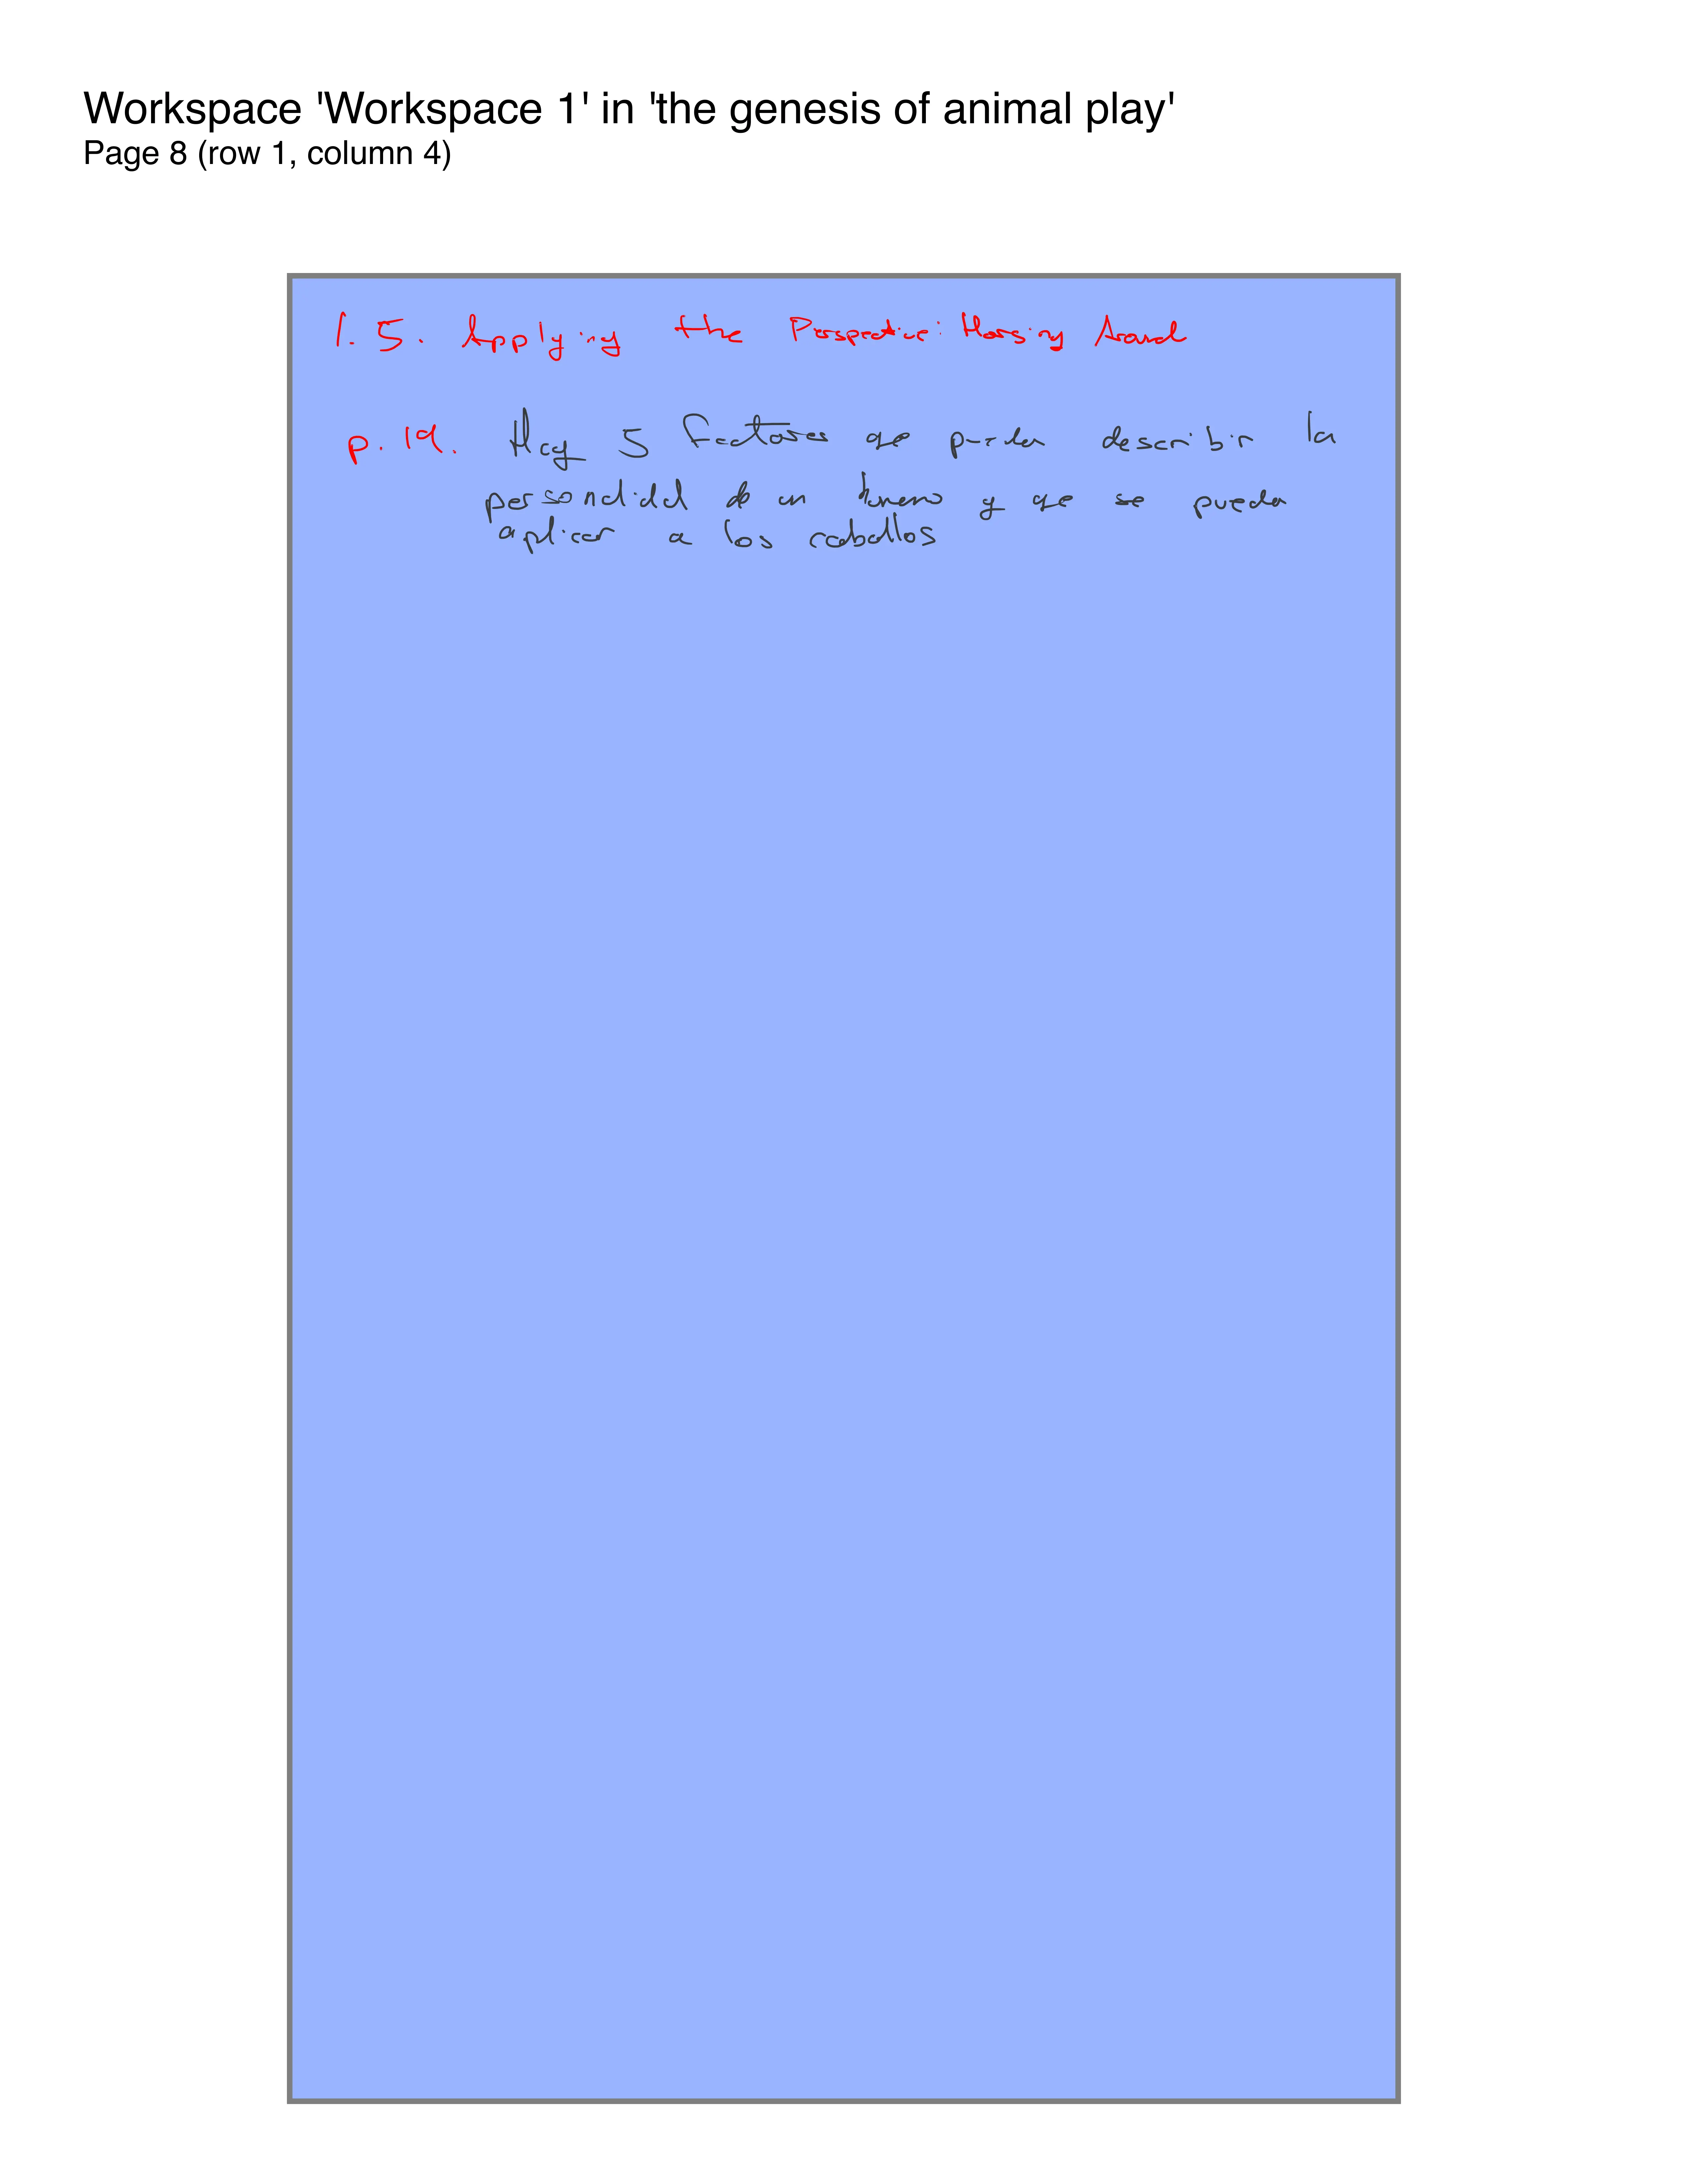 Workspace 'Workspace 1' in 'the genesis of animal play'
Page 8 (row 1, column 4)
1.5. Applying the Perspective: Horsing Around
p. 19. Hay 5 factores que pueden describir la
personalidad de un humano y que se pueden
aplicar a los caballos